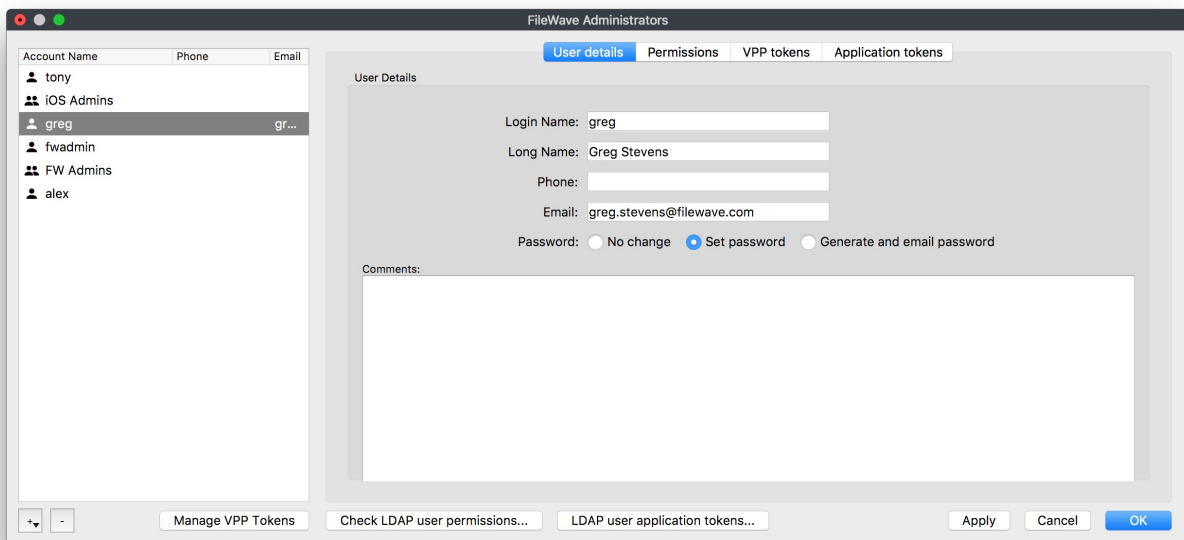 FileWave Administrators
Account Name Phone Email
tony
iOS Admins
greg gr...
fwadmin
FW Admins
alex
+ - Manage VPP Tokens
User details Permissions VPP tokens Application tokens
User Details
Login Name: greg
Long Name: Greg Stevens
Phone:
Email: greg.stevens@filewave.com
Password: No change Set password Generate and email password
Comments:
Check LDAP user permissions... LDAP user application tokens... Apply Cancel OK